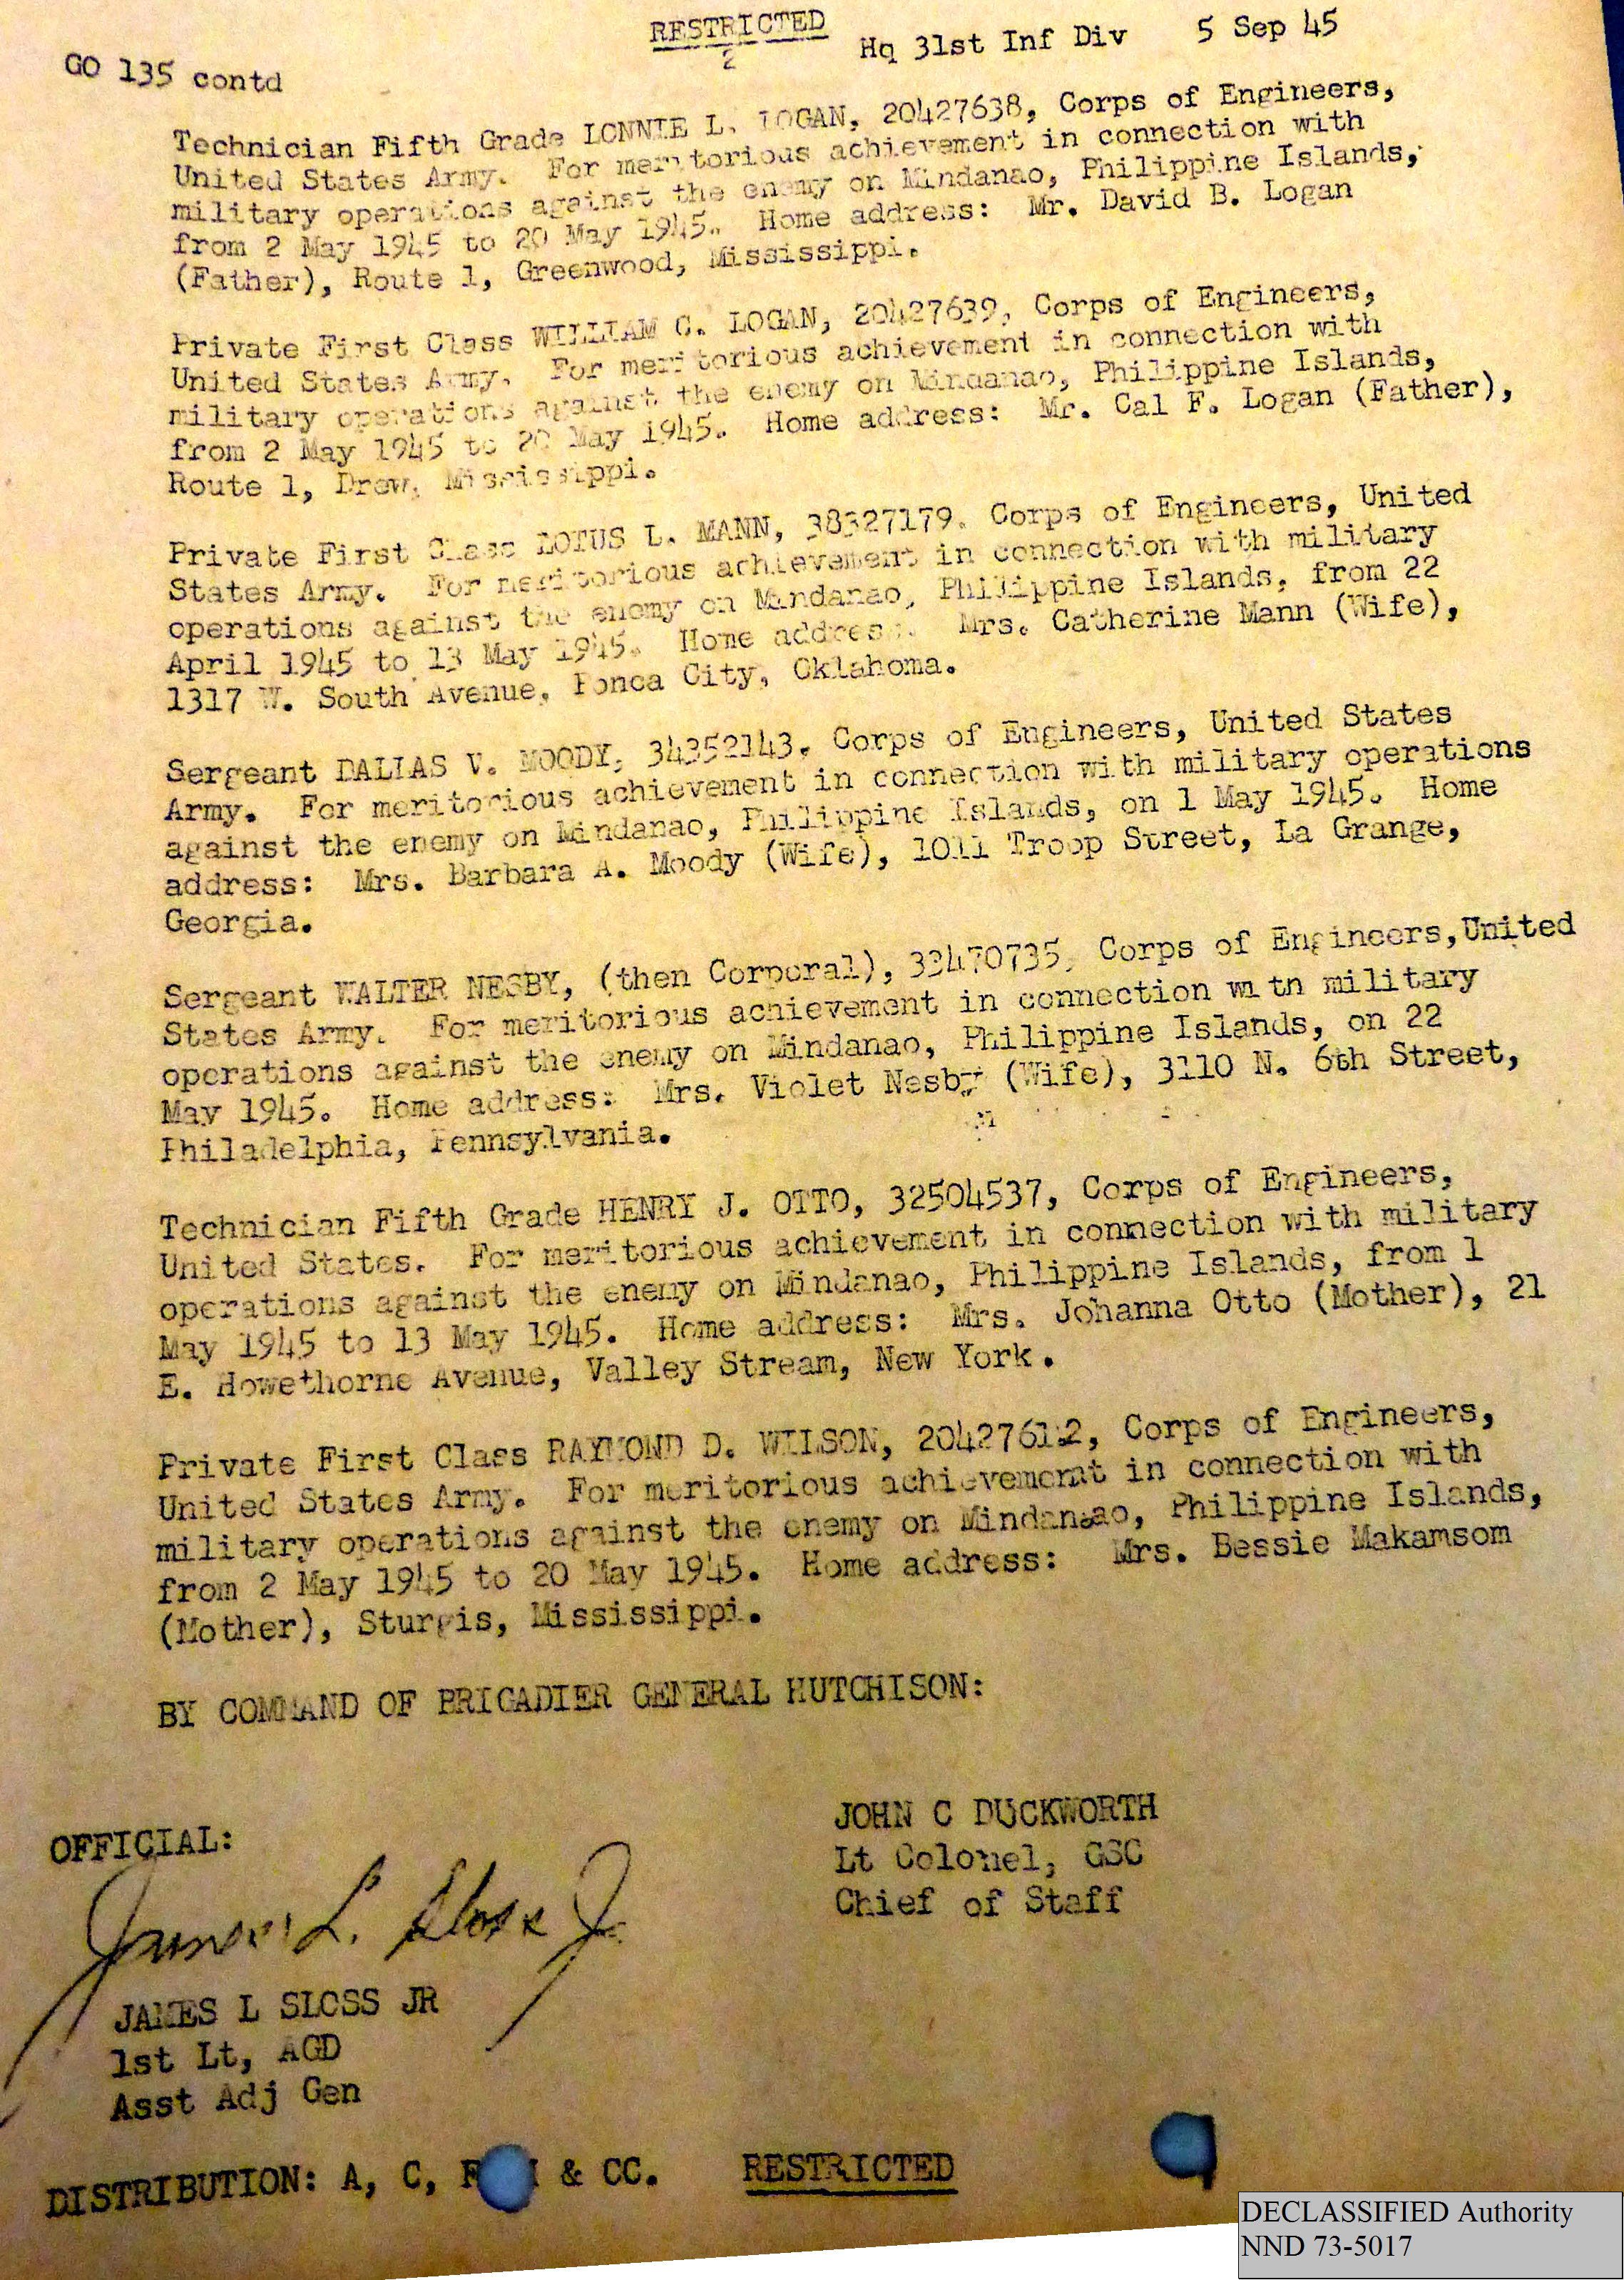 RESTRICTED
2
Hq 31st Inf Div 5 Sep 45
GO 135 contd
Technician Fifth Grade LONNIE L. LOGAN, 20427638, Corps of Engineers,
United States Army. For meritorious achievement in connection with
military operations against the enemy on Mindanao, Philippine Islands,
from 2 May 1945 to 20 May 1945. Home address: Mr. David B. Logan
(Father), Route 1, Greenwood, Mississippi.
Private First Class WILLIAM C. LOGAN, 20427639, Corps of Engineers,
United States Army. For meritorious achievement in connection with
military operations against the enemy on Mindanao, Philippine Islands,
from 2 May 1945 to 20 May 1945. Home address: Mr. Cal F. Logan (Father),
Route 1, Drew, Mississippi.
Private First Class LOTUS L. MANN, 38327179, Corps of Engineers, United
States Army. For meritorious achievement in connection with military
operations against the enemy on Mindanao, Philippine Islands, from 22
April 1945 to 13 May 1945. Home address: Mrs. Catherine Mann (Wife),
1317 W. South Avenue, Ponca City, Oklahoma.
Sergeant DALIAS V. MOODY, 34352143, Corps of Engineers, United States
Army. For meritorious achievement in connection with military operations
against the enemy on Mindanao, Philippine Islands, on 1 May 1945. Home
address: Mrs. Barbara A. Moody (Wife), 1011 Troop Street, La Grange,
Georgia.
Sergeant WALTER NESBY, (then Corporal), 33470735, Corps of Engineers, United
States Army. For meritorious achievement in connection with military
operations against the enemy on Mindanao, Philippine Islands, on 22
May 1945. Home address: Mrs. Violet Nesby (Wife), 3110 N. 6th Street,
Philadelphia, Pennsylvania.
Technician Fifth Grade HENRY J. OTTO, 32504537, Corps of Engineers,
United States. For meritorious achievement in connection with military
operations against the enemy on Mindanao, Philippine Islands, from 1
May 1945 to 13 May 1945. Home address: Mrs. Johanna Otto (Mother), 21
E. Howethorne Avenue, Valley Stream, New York.
Private First Class RAYMOND D. WILSON, 20427612, Corps of Engineers,
United States Army. For meritorious achievement in connection with
military operations against the enemy on Mindanao, Philippine Islands,
from 2 May 1945 to 20 May 1945. Home address: Mrs. Bessie Makamsom
(Mother), Sturgis, Mississippi.
BY COMMAND OF BRIGADIER GENERAL HUTCHISON:
JOHN C DUCKWORTH
Lt Colonel, GSC
Chief of Staff
OFFICIAL:
James L. Sloss Jr.
JAMES L SLOSS JR
1st Lt, AGD
Asst Adj Gen
DISTRIBUTION: A, C, & CC.
RESTRICTED
DECLASSIFIED Authority
NND 73-5017